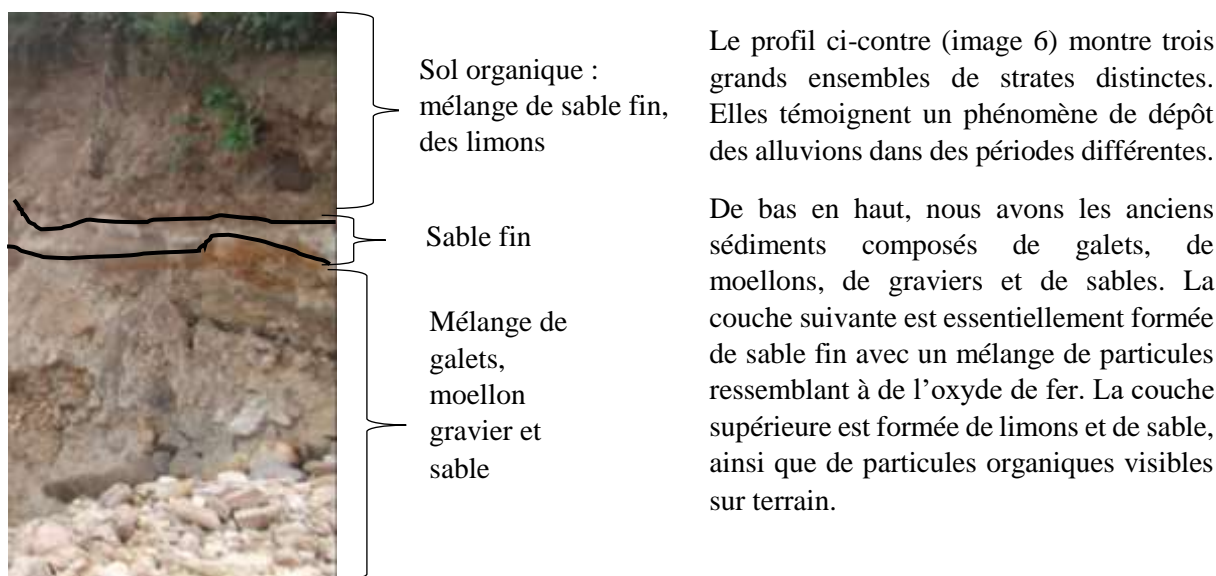 Sol organique :
mélange de sable fin,
des limons
Sable fin
Mélange de
galets,
moellon
gravier et
sable
Le profil ci-contre (image 6) montre trois
grands ensembles de strates distinctes.
Elles témoignent un phénomène de dépôt
des alluvions dans des périodes différentes.
De bas en haut, nous avons les anciens
sédiments composés de galets, de
moellons, de graviers et de sables. La
couche suivante est essentiellement formée
de sable fin avec un mélange de particules
ressemblant à de l’oxyde de fer. La couche
supérieure est formée de limons et de sable,
ainsi que de particules organiques visibles
sur terrain.